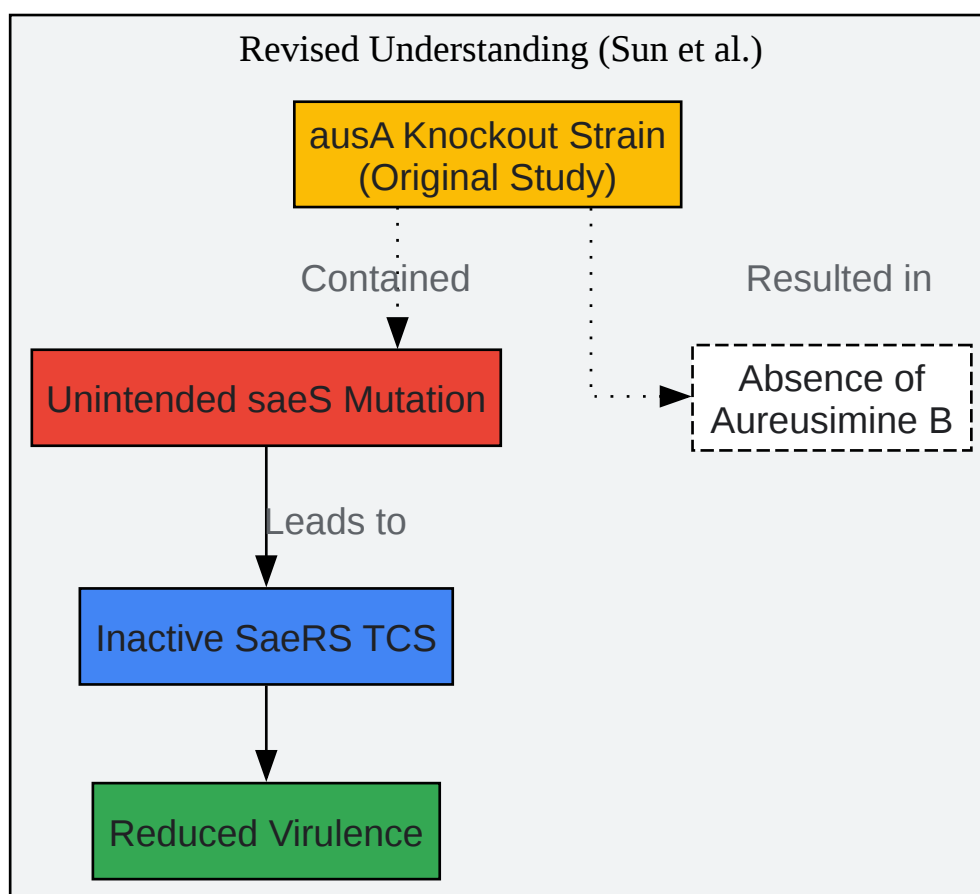 Revised Understanding (Sun et al.)
ausA Knockout Strain
(Original Study)
Contained
Resulted in
Unintended saeS Mutation
Absence of
Aureusimine B
Leads to
Inactive SaeRS TCS
Reduced Virulence